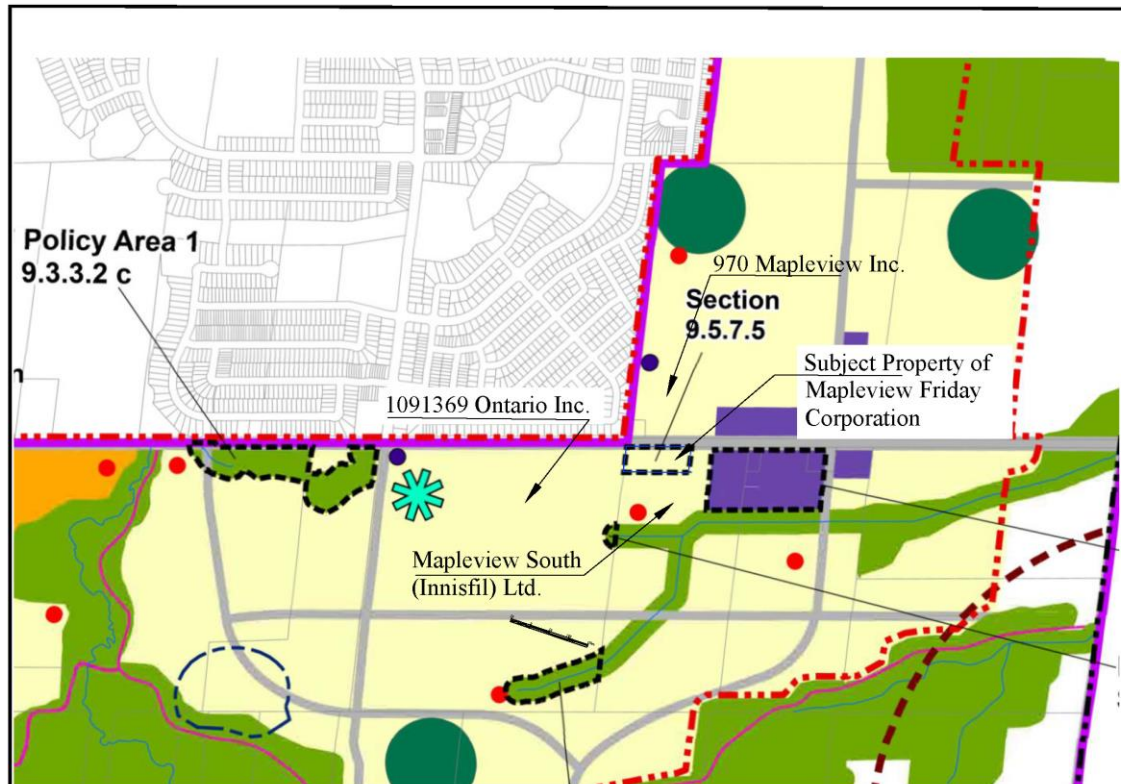 Policy Area 1
9.3.3.2 c
970 Mapleview Inc.
Section
9.5.7.5
Subject Property of
Mapleview Friday
Corporation
n
1091369 Ontario Inc.
Mapleview South
(Innisfil) Ltd.